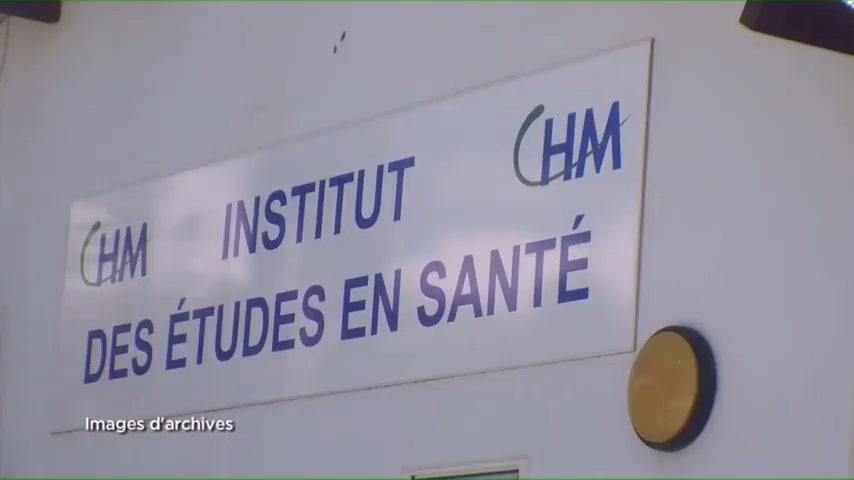 CHM INSTITUT CHM
DES ÉTUDES EN SANTÉ
Images d'archives